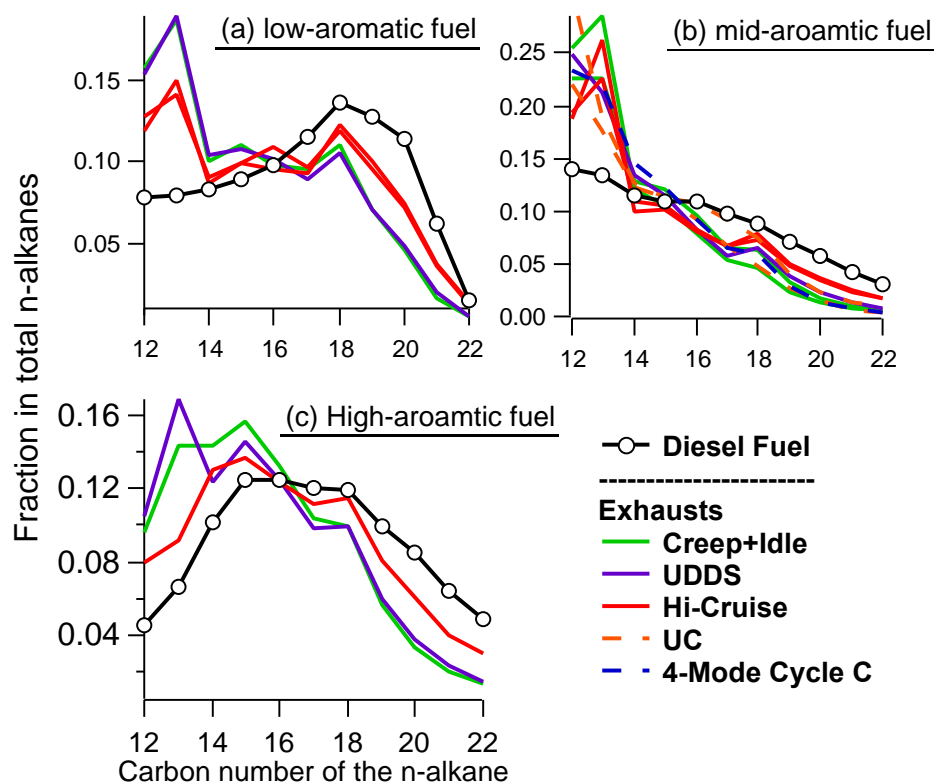 Fraction in total n-alkanes
(a) low-aromatic fuel
0.15
0.10
0.05
12 14 16 18 20 22
(b) mid-aroamtic fuel
0.25
0.20
0.15
0.10
0.05
0.00
12 14 16 18 20 22
(c) High-aroamtic fuel
0.16
0.12
0.08
0.04
12 14 16 18 20 22
Carbon number of the n-alkane
Diesel Fuel
Exhausts
Creep+Idle
UDDS
Hi-Cruise
UC
4-Mode Cycle C